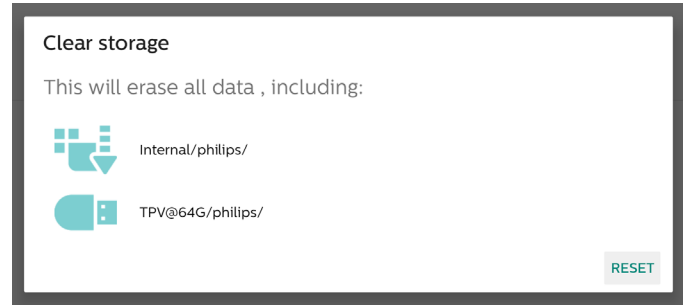 Clear storage
This will erase all data , including:
Internal/philips/
TPV@64G/philips/
RESET